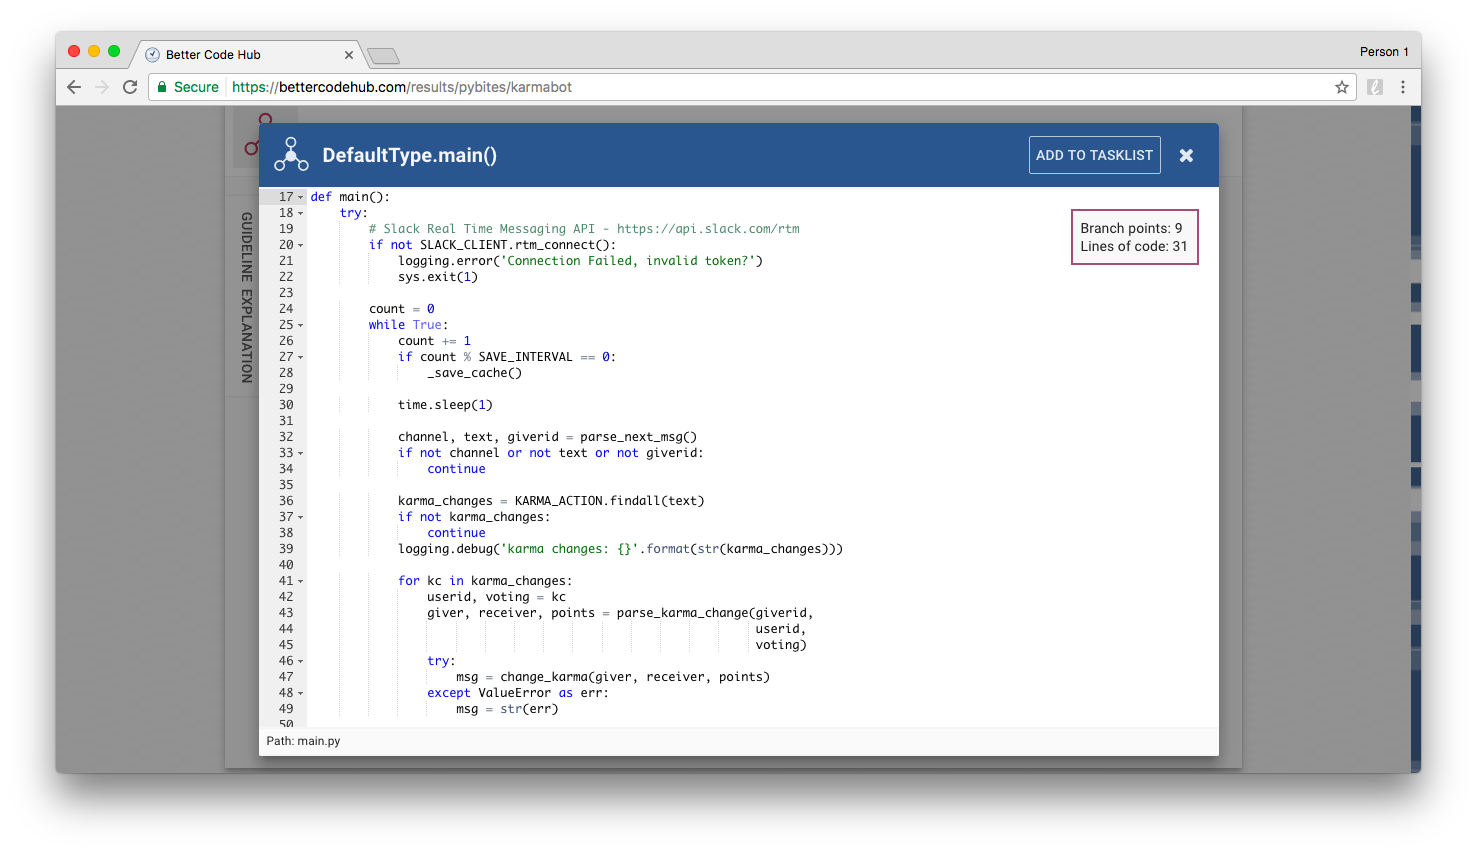 Better Code Hub
Person 1
Secure
https://bettercodehub.com/results/pybites/karmabot
DefaultType.main()
ADD TO TASKLIST
GUIDELINE EXPLANATION
Branch points: 9
Lines of code: 31
17 def main():
18     try:
19         # Slack Real Time Messaging API - https://api.slack.com/rtm
20         if not SLACK_CLIENT.rtm_connect():
21             logging.error('Connection Failed, invalid token?')
22             sys.exit(1)
23
24         count = 0
25         while True:
26             count += 1
27             if count % SAVE_INTERVAL == 0:
28                 _save_cache()
29
30             time.sleep(1)
31
32             channel, text, giverid = parse_next_msg()
33             if not channel or not text or not giverid:
34                 continue
35
36             karma_changes = KARMA_ACTION.findall(text)
37             if not karma_changes:
38                 continue
39             logging.debug('karma changes: {}'.format(str(karma_changes)))
40
41             for kc in karma_changes:
42                 userid, voting = kc
43                 giver, receiver, points = parse_karma_change(giverid,
44                                                              userid,
45                                                              voting)
46                 try:
47                     msg = change_karma(giver, receiver, points)
48                 except ValueError as err:
49                     msg = str(err)
50
Path: main.py